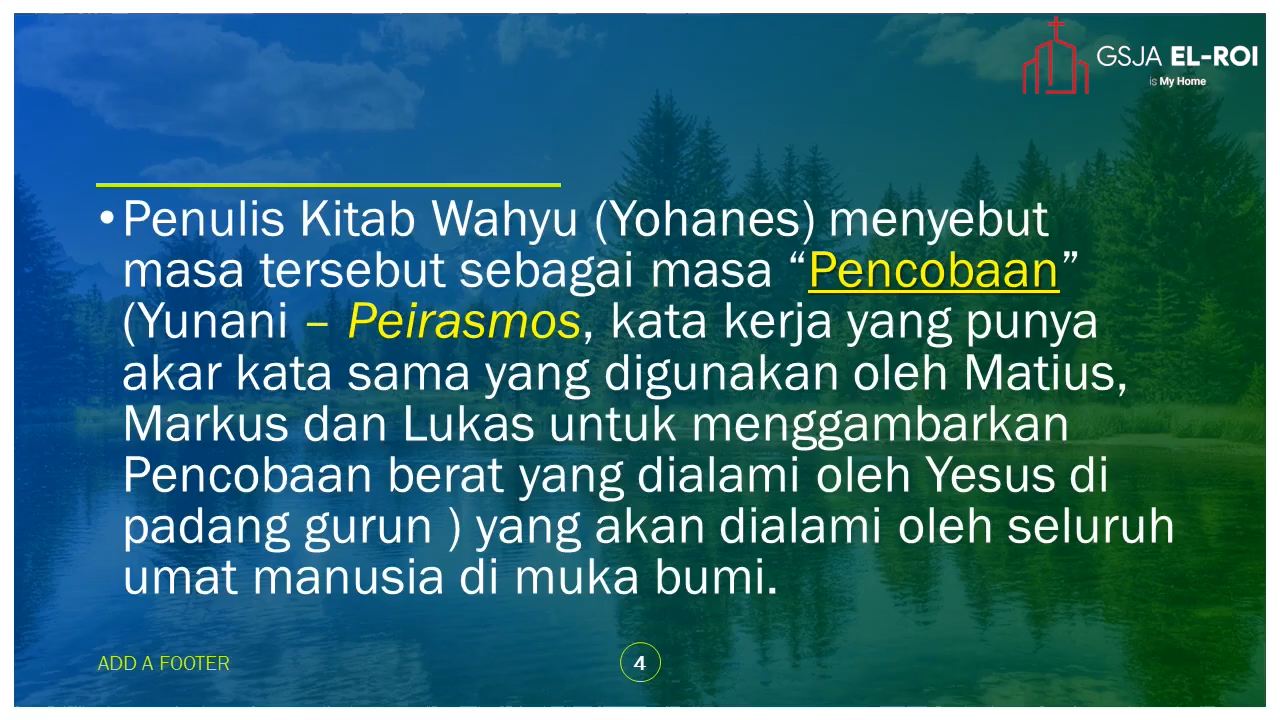 GSJA EL-ROI
is My Home
•Penulis Kitab Wahyu (Yohanes) menyebut
masa tersebut sebagai masa “Pencobaan”
(Yunani – Peirasmos, kata kerja yang punya
akar kata sama yang digunakan oleh Matius,
Markus dan Lukas untuk menggambarkan
Pencobaan berat yang dialami oleh Yesus di
padang gurun ) yang akan dialami oleh seluruh
umat manusia di muka bumi.
ADD A FOOTER
4